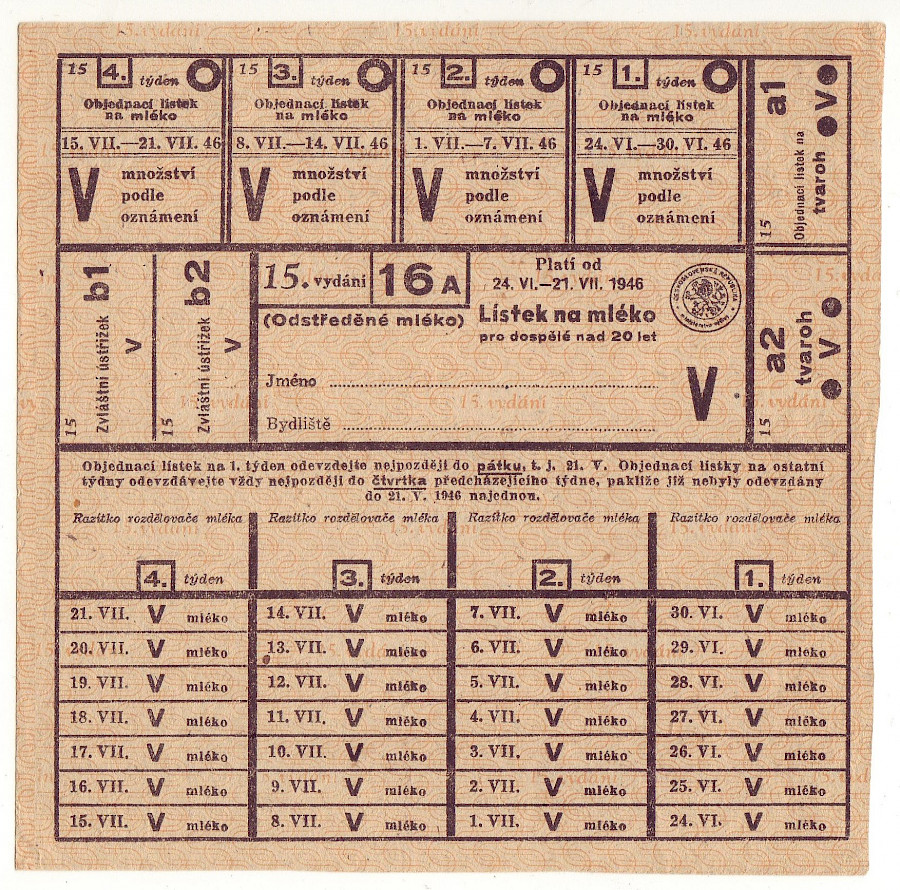 15 4. týden
Objednací lístek
na mléko
15. VII.—21. VII. 46
V množství
podle
oznámení
15 3. týden
Objednací lístek
na mléko
8. VII.—14. VII. 46
V množství
podle
oznámení
15 2. týden
Objednací lístek
na mléko
1. VII.—7. VII. 46
V množství
podle
oznámení
15 1. týden
Objednací lístek
na mléko
24. VI.—30. VI. 46
V množství
podle
oznámení
a1
15 Objednací lístek na
tvaroh
V
15 Zvláštní ústřižek b1
V
15 Zvláštní ústřižek b2
V
15. vydání 16A
(Odstředěné mléko)
Platí od
24. VI.—21. VII. 1946
Lístek na mléko
pro dospělé nad 20 let
ČESKOSLOVENSKÁ REPUBLIKA
Jméno
Bydliště
V
15 a2
tvaroh
V
Objednací lístek na 1. týden odevzdejte nejpozději do pátku, t. j. 21. V. Objednací lístky na ostatní
týdny odevzdávejte vždy nejpozději do čtvrtka předcházejícího týdne, pakliže již nebyly odevzdány
do 21. V. 1946 najednou.
Razítko rozdělovače mléka Razítko rozdělovače mléka Razítko rozdělovače mléka Razítko rozdělovače mléka
4. týden 3. týden 2. týden 1. týden
21. VII. V mléko 14. VII. V mléko 7. VII. V mléko 30. VI. V mléko
20. VII. V mléko 13. VII. V mléko 6. VII. V mléko 29. VI. V mléko
19. VII. V mléko 12. VII. V mléko 5. VII. V mléko 28. VI. V mléko
18. VII. V mléko 11. VII. V mléko 4. VII. V mléko 27. VI. V mléko
17. VII. V mléko 10. VII. V mléko 3. VII. V mléko 26. VI. V mléko
16. VII. V mléko 9. VII. V mléko 2. VII. V mléko 25. VI. V mléko
15. VII. V mléko 8. VII. V mléko 1. VII. V mléko 24. VI. V mléko